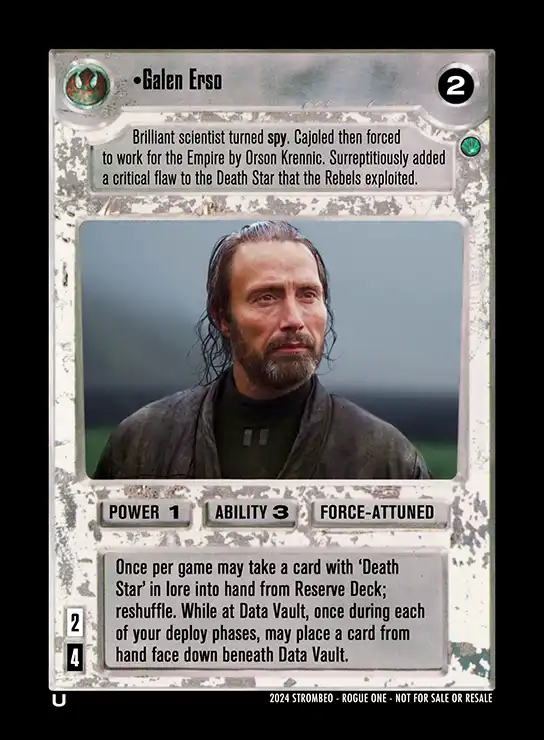 •Galen Erso
2
Brilliant scientist turned spy. Cajoled then forced
to work for the Empire by Orson Krennic. Surreptitiously added
a critical flaw to the Death Star that the Rebels exploited.
POWER 1
ABILITY 3
FORCE-ATTUNED
Once per game may take a card with ‘Death
Star’ in lore into hand from Reserve Deck;
reshuffle. While at Data Vault, once during each
of your deploy phases, may place a card from
hand face down beneath Data Vault.
2
4
U
2024 STROMBEO - ROGUE ONE - NOT FOR SALE OR RESALE